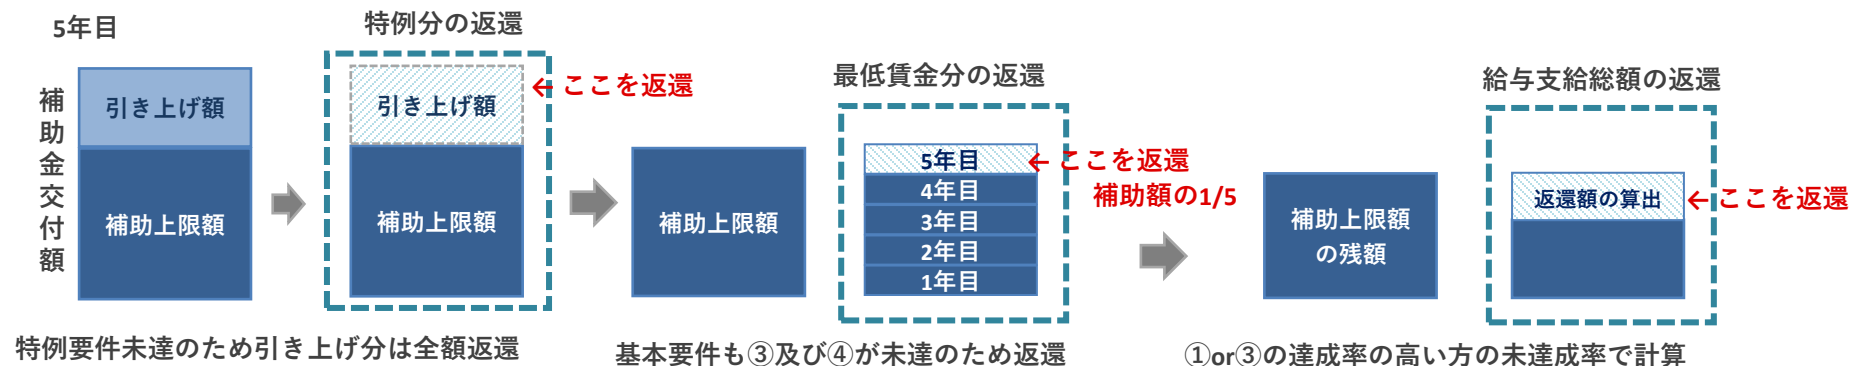 5年目
補助金交付額
引き上げ額
補助上限額
特例分の返還
引き上げ額
←ここを返還
補助上限額
特例要件未達のため引き上げ分は全額返還
補助上限額
最低賃金分の返還
5年目
4年目
3年目
2年目
1年目
←ここを返還
補助額の1/5
基本要件も③及び④が未達のため返還
補助上限額
の残額
給与支給総額の返還
返還額の算出
←ここを返還
①or③の達成率の高い方の未達成率で計算